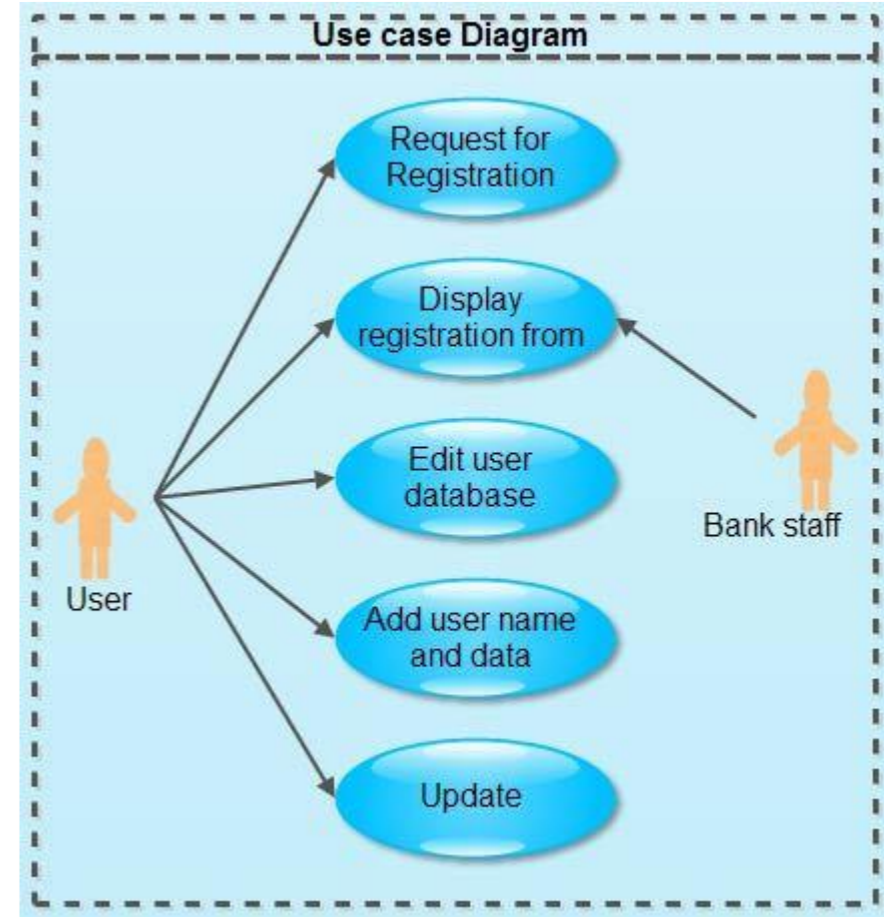 Use case Diagram
Request for
Registration
Display
registration from
Edit user
database
Bank staff
User
Add user name
and data
Update